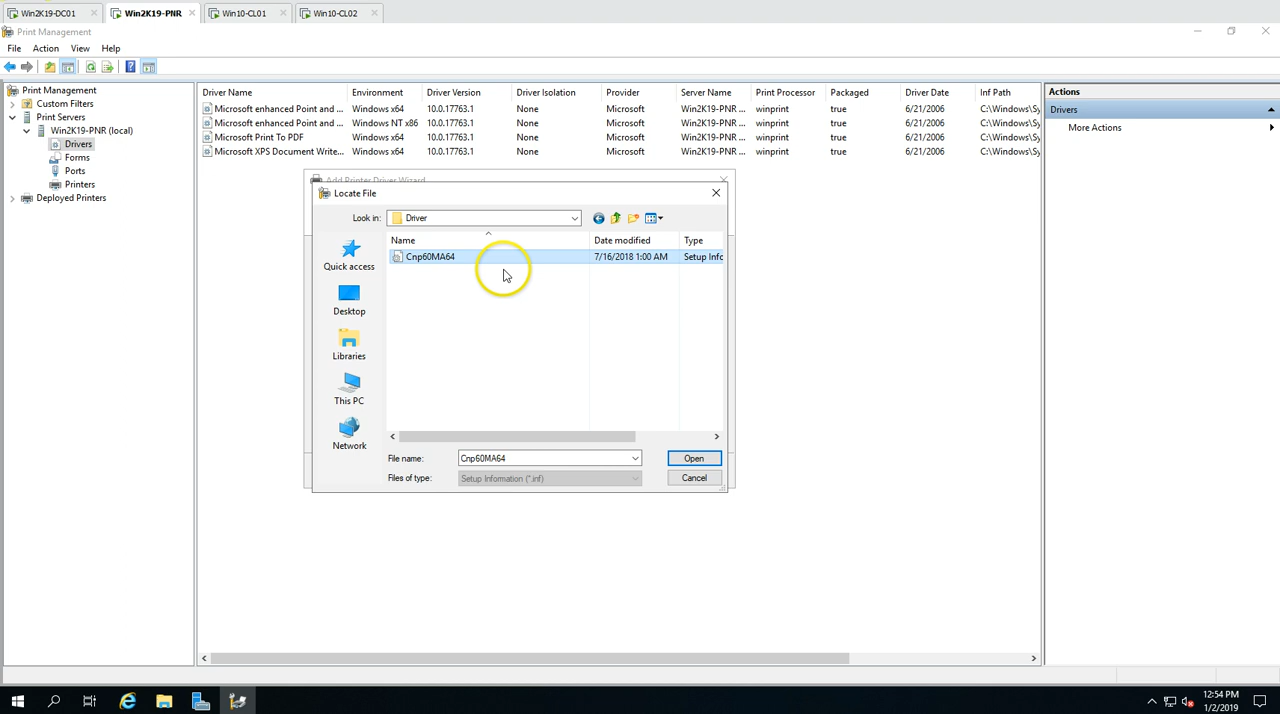 Win2K19-DC01
Win2K19-PNR
Win10-CL01
Win10-CL02
Print Management
File Action View Help
Print Management
Custom Filters
Print Servers
Win2K19-PNR (local)
Drivers
Forms
Ports
Printers
Deployed Printers
Driver Name Environment Driver Version Driver Isolation Provider Server Name Print Processor Packaged Driver Date Inf Path
Microsoft enhanced Point and ... Windows x64 10.0.17763.1 None Microsoft Win2K19-PNR ... winprint true 6/21/2006 C:\Windows\Sy
Microsoft enhanced Point and ... Windows NT x86 10.0.17763.1 None Microsoft Win2K19-PNR ... winprint true 6/21/2006 C:\Windows\Sy
Microsoft Print To PDF Windows x64 10.0.17763.1 None Microsoft Win2K19-PNR ... winprint true 6/21/2006 C:\Windows\Sy
Microsoft XPS Document Write... Windows x64 10.0.17763.1 None Microsoft Win2K19-PNR ... winprint true 6/21/2006 C:\Windows\Sy
Actions
Drivers
More Actions
Add Printer Driver Wizard
Locate File
Look in: Driver
Quick access
Desktop
Libraries
This PC
Network
Name Date modified Type
Cnp60MA64 7/16/2018 1:00 AM Setup Infc
File name: Cnp60MA64 Open
Files of type: Setup Information (*.inf) Cancel
12:54 PM
1/2/2019